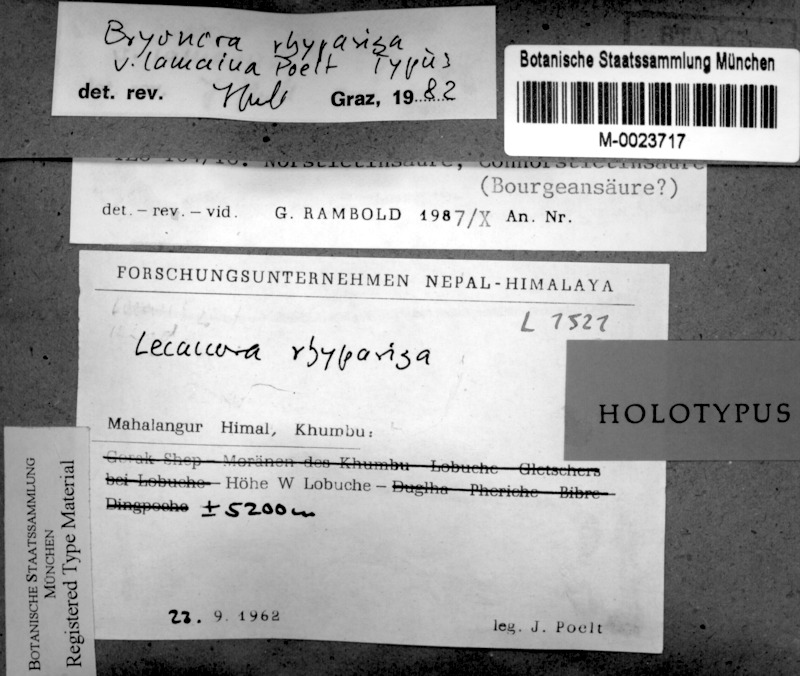 Bryonora rhypariza
v. lamaina Poelt Typus
det. rev. Graz, 1982
Botanische Staatssammlung München
M-0023717
Norstictinsäure, Connorstictinsäure
(Bourgeansäure?)
det. – rev. – vid. G. RAMBOLD 1987/X An. Nr.
FORSCHUNGSUNTERNEHMEN NEPAL-HIMALAYA
L 1521
Lecanora rhypariza
HOLOTYPUS
Mahalangur Himal, Khumbu:
Gorak Shep – Moränen des Khumbu – Lobuche – Gletschers
bei Lobuche – Höhe W Lobuche – Duglha – Pheriche – Bibre –
Dingpoche ± 5200 m
22. 9. 1962
leg. J. Poelt
BOTANISCHE STAATSSAMMLUNG
MÜNCHEN
Registered Type Material